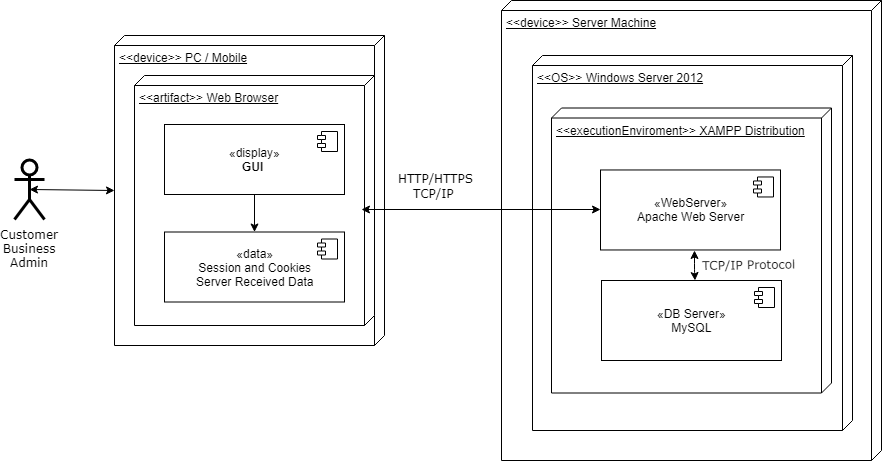 <<device>> PC / Mobile
<<artifact>> Web Browser
«display»
GUI
«data»
Session and Cookies
Server Received Data
Customer
Business
Admin
HTTP/HTTPS
TCP/IP
<<device>> Server Machine
<<OS>> Windows Server 2012
<<executionEnviroment>> XAMPP Distribution
«WebServer»
Apache Web Server
TCP/IP Protocol
«DB Server»
MySQL